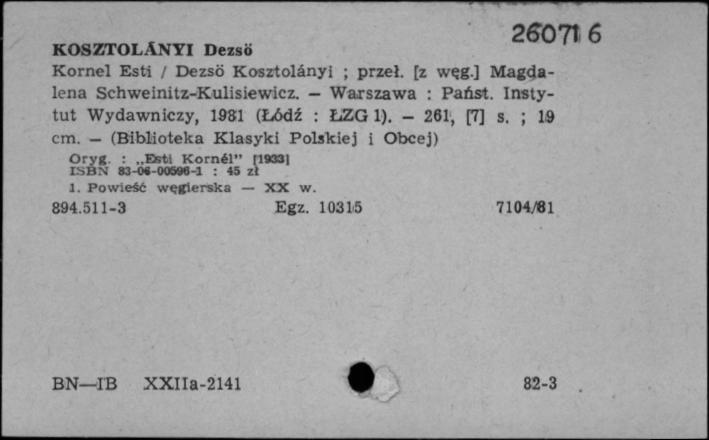 260716
KOSZTOLÁNYI Dezsö
Kornel Esti / Dezsö Kosztolányi ; przeł. [z węg.] Magda-
lena Schweinitz-Kulisiewicz. — Warszawa : Państ. Insty-
tut Wydawniczy, 1981 (Łódź : ŁZG 1). — 261, [7] s. ; 19
cm. — (Biblioteka Klasyki Polskiej i Obcej)
Oryg. : „Esti Kornél” [1933]
ISBN 83-06-00596-1 : 45 zł
1. Powieść węgierska — XX w.
894.511-3 Egz. 10315 7104/81
BN—IB XXIIa-2141 82-3